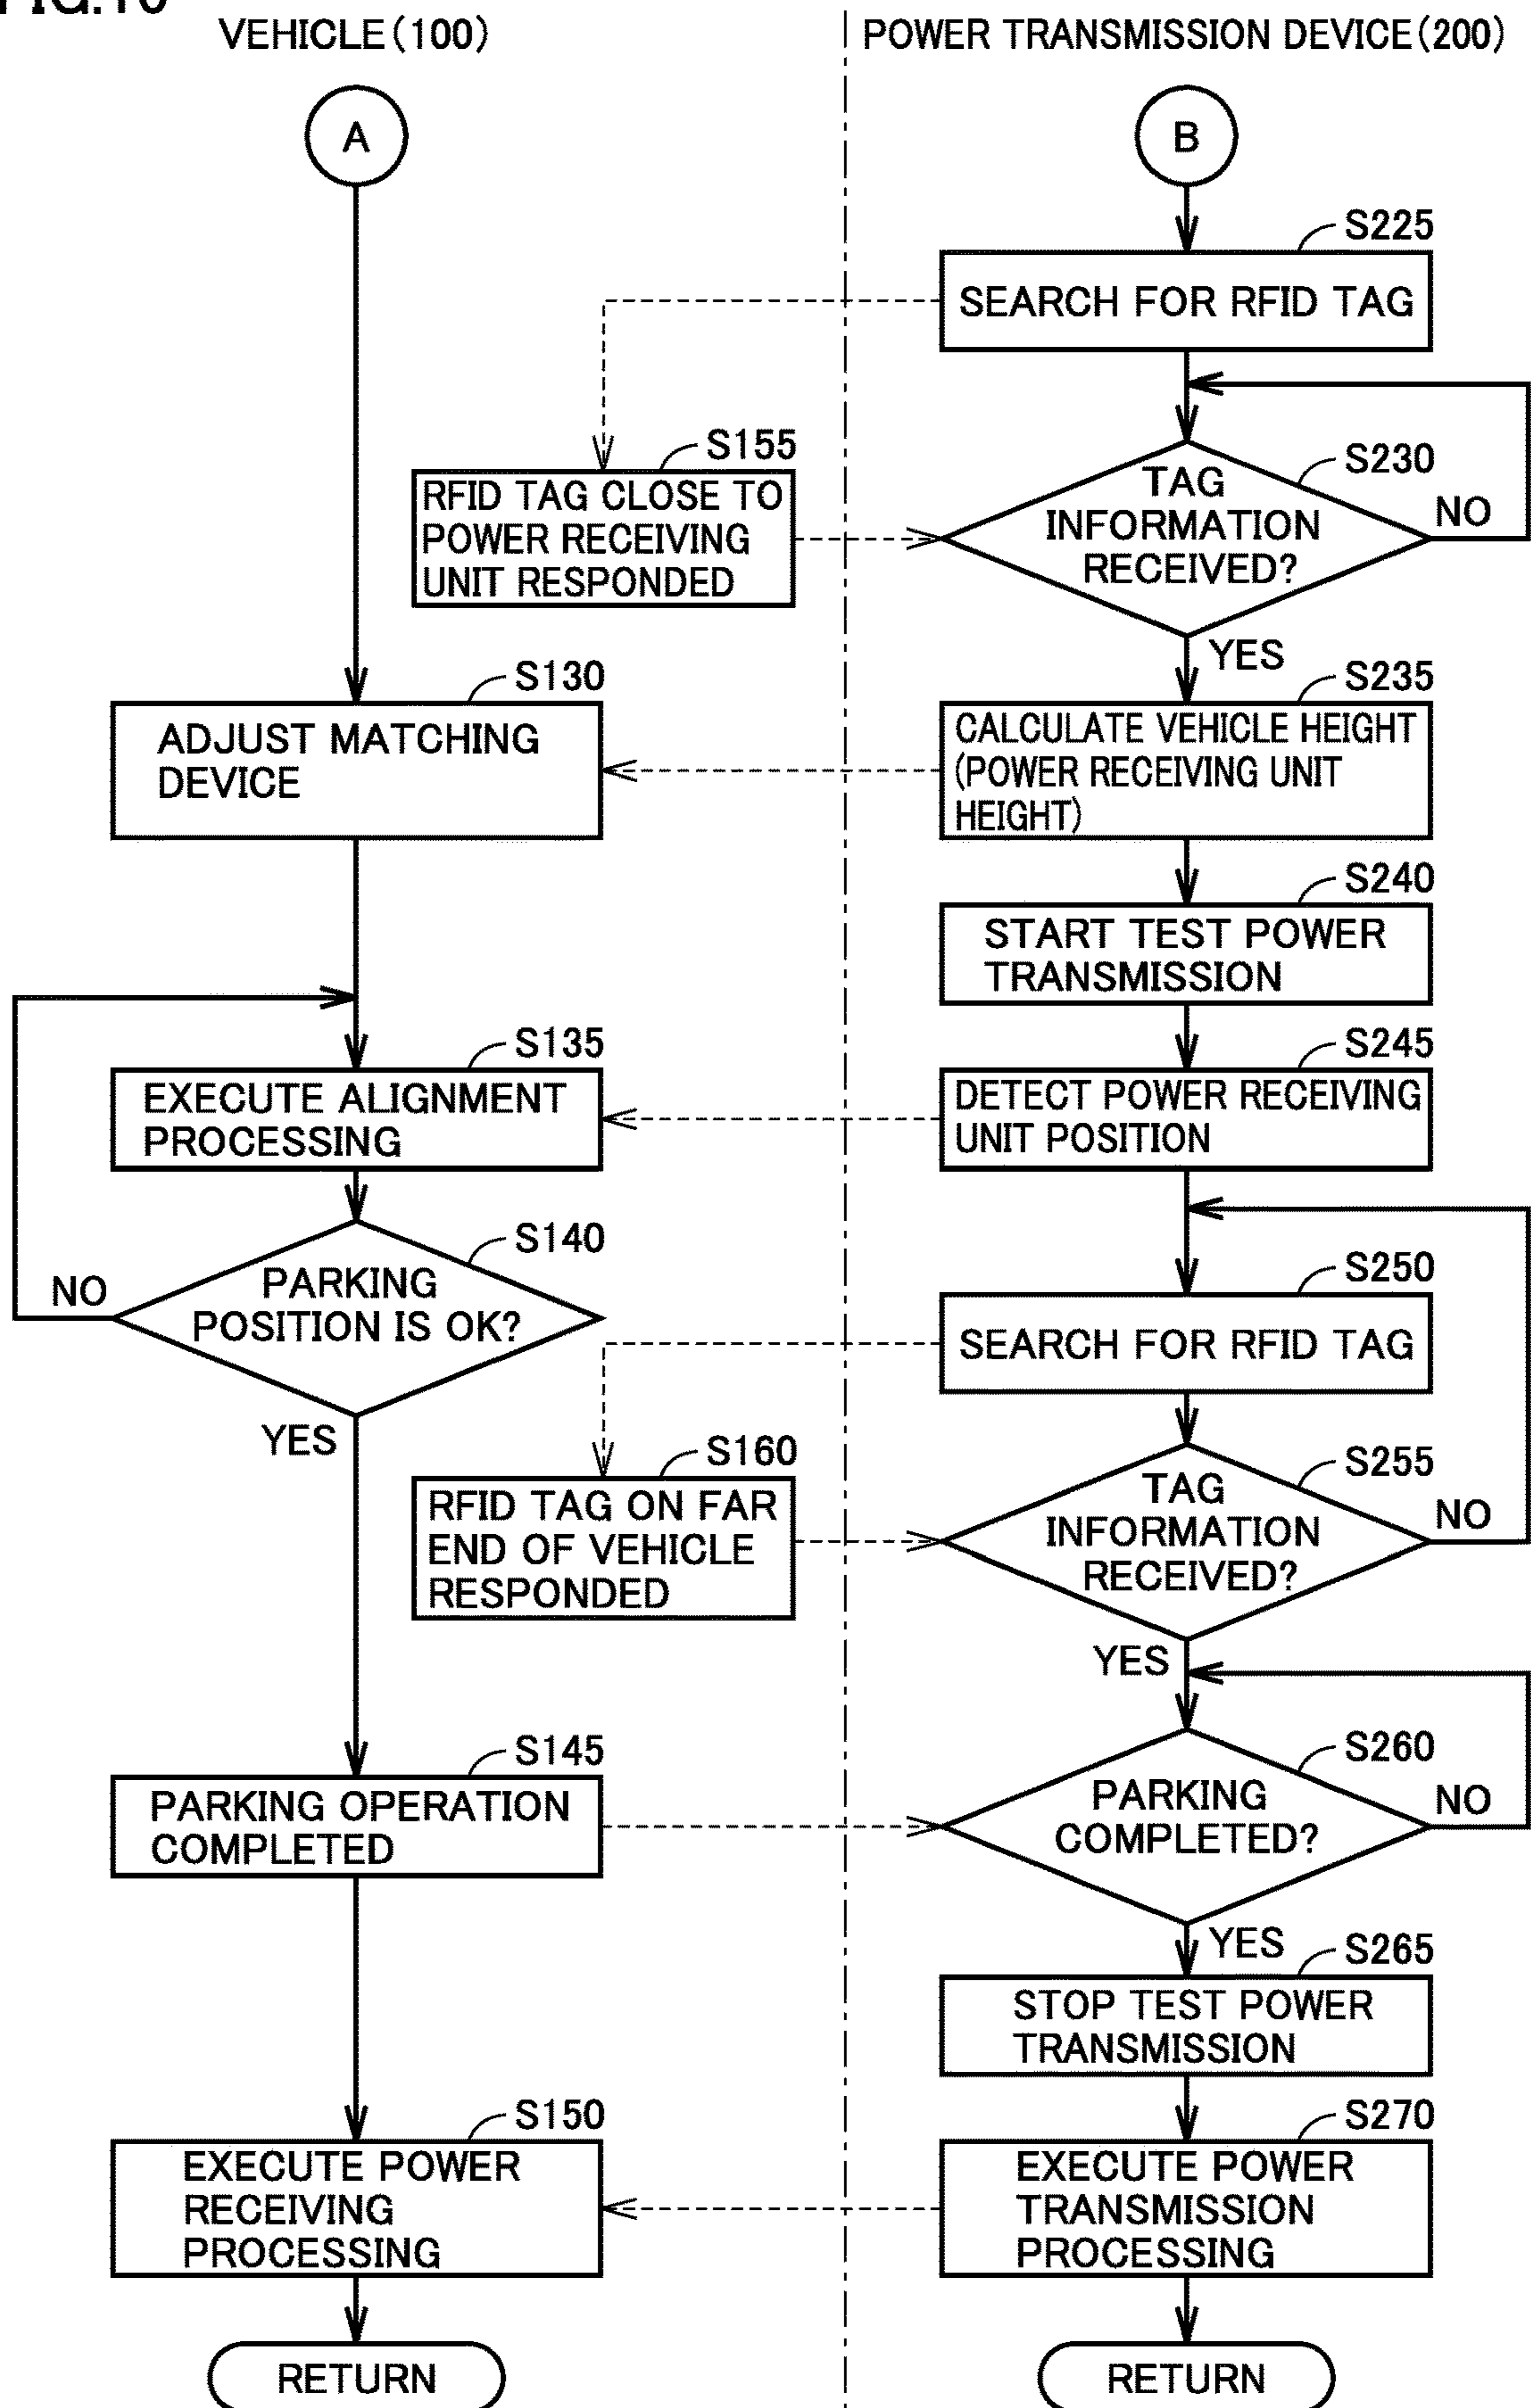 FIG.10
VEHICLE(100)
POWER TRANSMISSION DEVICE(200)
A
B
S225
SEARCH FOR RFID TAG
S155
RFID TAG CLOSE TO
POWER RECEIVING
UNIT RESPONDED
S230
TAG
INFORMATION
RECEIVED?
NO
YES
S130
ADJUST MATCHING
DEVICE
S235
CALCULATE VEHICLE HEIGHT
(POWER RECEIVING UNIT
HEIGHT)
S240
START TEST POWER
TRANSMISSION
S135
EXECUTE ALIGNMENT
PROCESSING
S245
DETECT POWER RECEIVING
UNIT POSITION
S140
PARKING
POSITION IS OK?
NO
YES
S250
SEARCH FOR RFID TAG
S160
RFID TAG ON FAR
END OF VEHICLE
RESPONDED
S255
TAG
INFORMATION
RECEIVED?
NO
YES
S145
PARKING OPERATION
COMPLETED
S260
PARKING
COMPLETED?
NO
YES
S265
STOP TEST POWER
TRANSMISSION
S150
EXECUTE POWER
RECEIVING
PROCESSING
S270
EXECUTE POWER
TRANSMISSION
PROCESSING
RETURN
RETURN